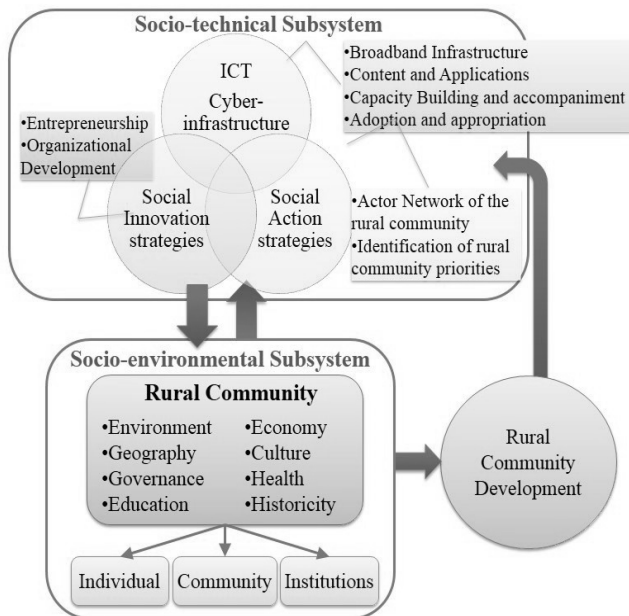 Socio-technical Subsystem
ICT
Cyber-
infrastructure
•Broadband Infrastructure
•Content and Applications
•Capacity Building and accompaniment
•Adoption and appropriation
•Entrepreneurship
•Organizational
Development
Social
Innovation
strategies
Social
Action
strategies
•Actor Network of the
rural community
•Identification of rural
community priorities
Socio-environmental Subsystem
Rural Community
•Environment
•Geography
•Governance
•Education
•Economy
•Culture
•Health
•Historicity
Individual
Community
Institutions
Rural
Community
Development